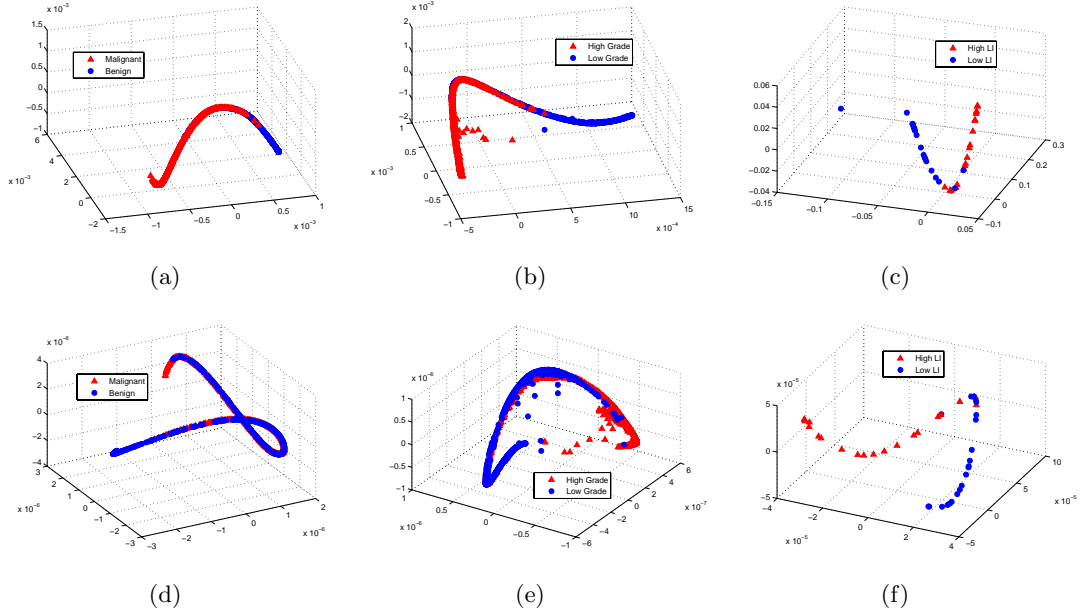 x 10⁻³
1.5
1
0.5
0
−0.5
−1
6
4
2
0
−2
x 10⁻³
−1.5
−1
−0.5
0
0.5
1
x 10⁻³
Malignant
Benign
(a)
x 10⁻³
2
1
0
−1
−2
1
0.5
0
−0.5
−1
x 10⁻³
−5
0
5
10
15
x 10⁻⁴
High Grade
Low Grade
(b)
0.06
0.04
0.02
0
−0.02
−0.04
−0.15
−0.1
−0.05
0
0.05
−0.1
0
0.1
0.2
0.3
High LI
Low LI
(c)
x 10⁻⁶
4
2
0
−2
−4
3
2
1
0
−1
−2
−3
x 10⁻⁶
−3
−2
−1
0
1
2
x 10⁻⁶
Malignant
Benign
(d)
x 10⁻⁶
1
0.5
0
−0.5
−1
1
0.5
0
−0.5
−1
x 10⁻⁶
−6
−4
−2
0
2
4
6
x 10⁻⁷
High Grade
Low Grade
(e)
x 10⁻⁵
5
0
−5
−4
−2
0
2
4
x 10⁻⁵
−5
0
5
10
x 10⁻⁵
High LI
Low LI
(f)